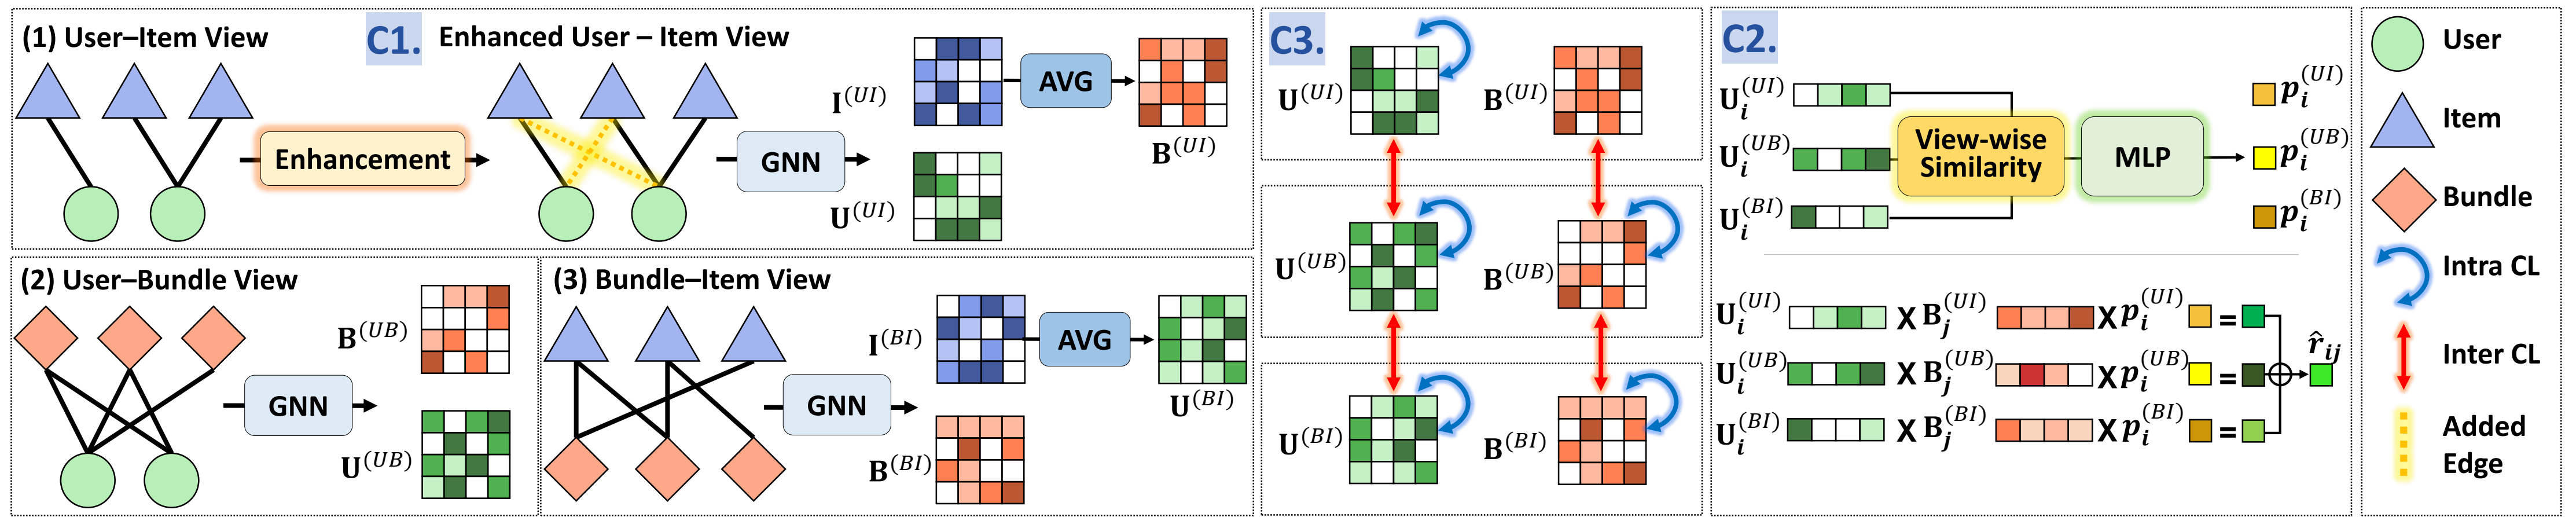 (1) User–Item View
C1.
Enhanced User – Item View
Enhancement
GNN
I^(UI)
U^(UI)
AVG
B^(UI)
(2) User–Bundle View
GNN
B^(UB)
U^(UB)
(3) Bundle–Item View
GNN
I^(BI)
B^(BI)
AVG
U^(BI)
C3.
U^(UI)
B^(UI)
U^(UB)
B^(UB)
U^(BI)
B^(BI)
C2.
U_i^(UI)
U_i^(UB)
U_i^(BI)
View-wise
Similarity
MLP
p_i^(UI)
p_i^(UB)
p_i^(BI)
U_i^(UI) X B_j^(UI) X p_i^(UI) =
U_i^(UB) X B_j^(UB) X p_i^(UB) =
U_i^(BI) X B_j^(BI) X p_i^(BI) =
r̂_ij
User
Item
Bundle
Intra CL
Inter CL
Added
Edge